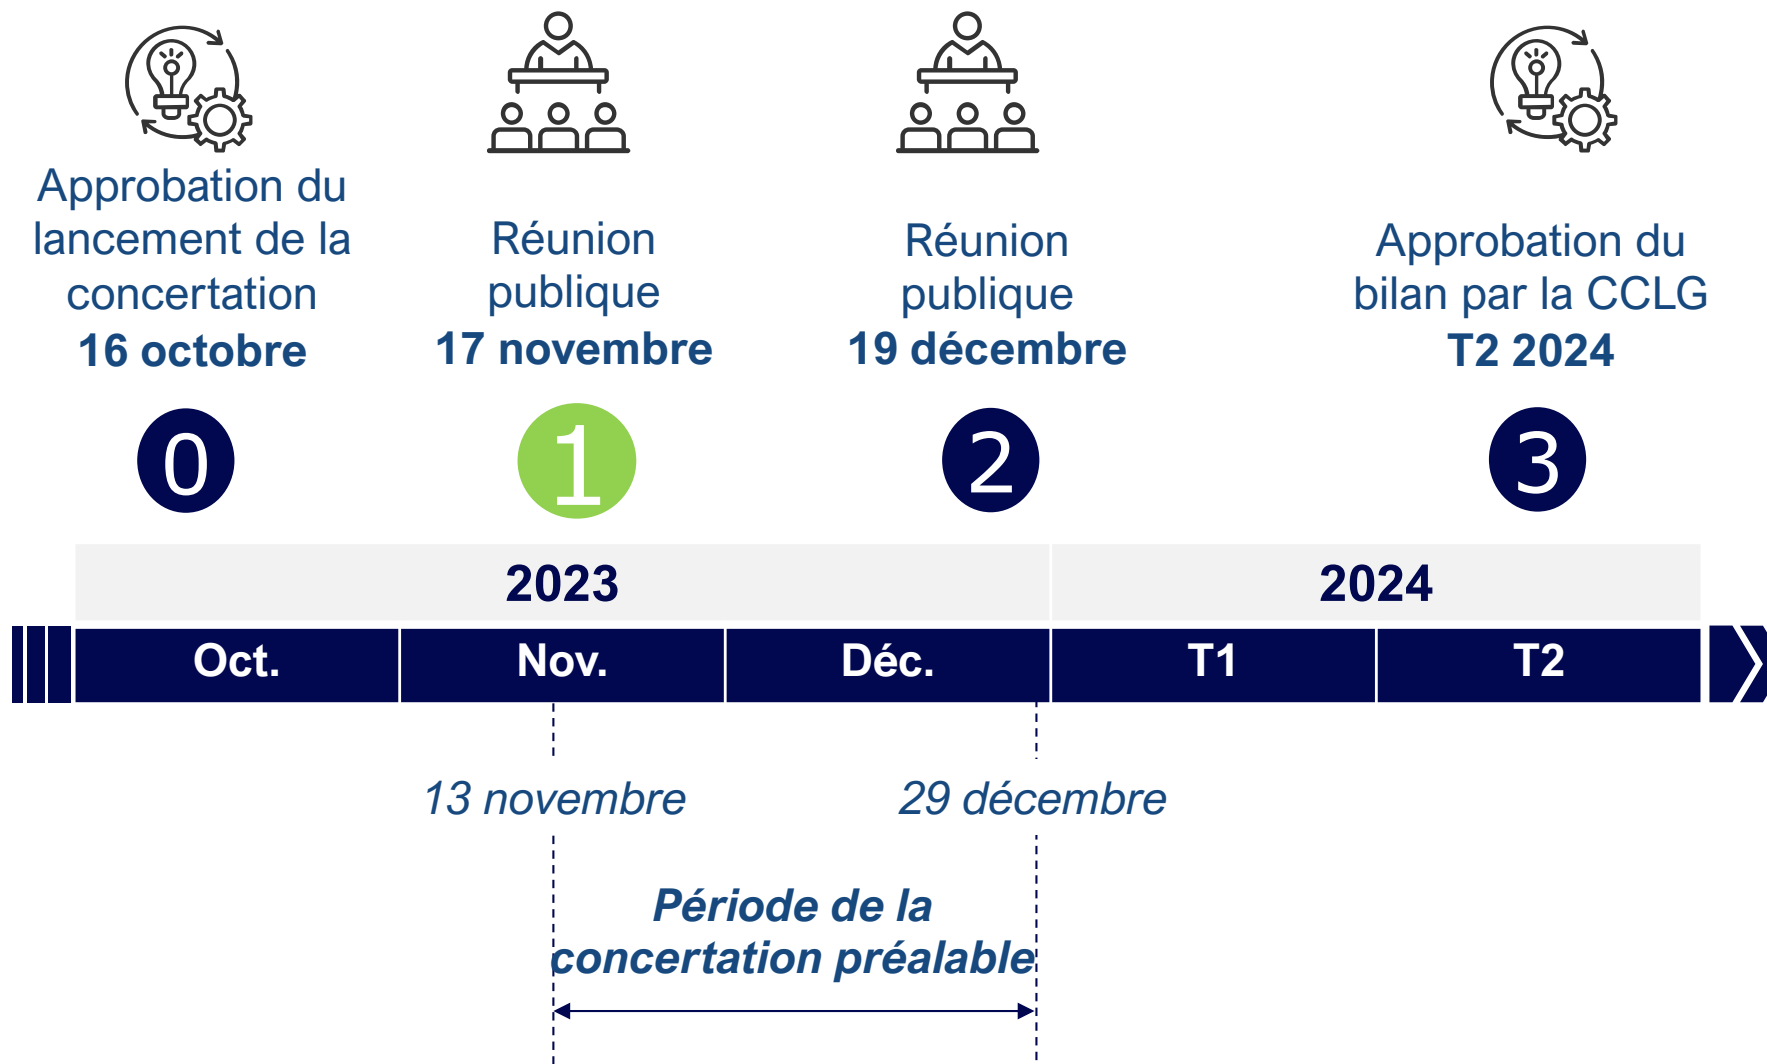 Approbation du
lancement de la
concertation
16 octobre
Réunion
publique
17 novembre
Réunion
publique
19 décembre
Approbation du
bilan par la CCLG
T2 2024
0
1
2
3
2023
2024
Oct.
Nov.
Déc.
T1
T2
13 novembre
29 décembre
Période de la
concertation préalable